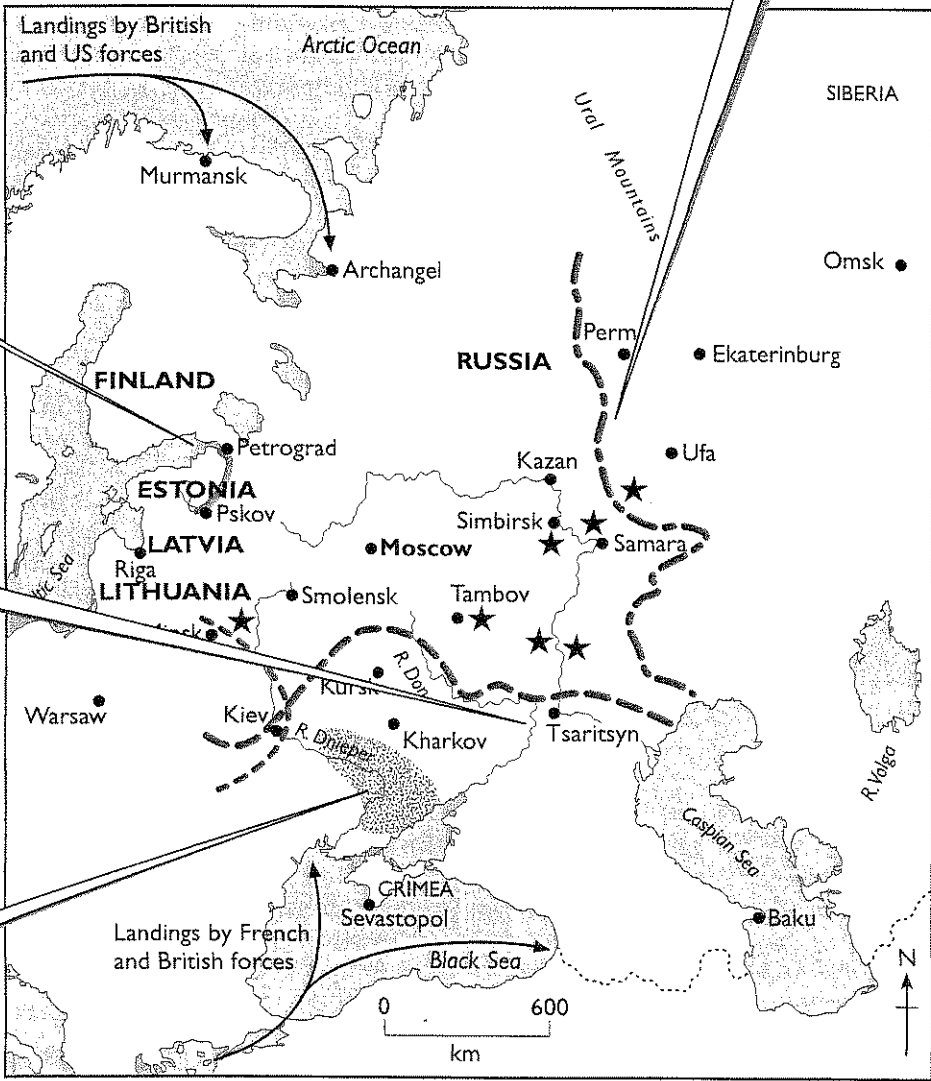 Landings by British
and US forces
Arctic Ocean
SIBERIA
Ural Mountains
Murmansk
Archangel
Omsk
Perm
Ekaterinburg
RUSSIA
FINLAND
Petrograd
Ufa
Kazan
ESTONIA
Pskov
Simbirsk
Samara
LATVIA
Moscow
Riga
LITHUANIA
Smolensk
Tambov
R. Don
Warsaw
Kiev
R. Dnieper
Kharkov
Tsaritsyn
R. Volga
Caspian Sea
CRIMEA
Sevastopol
Baku
Landings by French
and British forces
Black Sea
N
0 600
km